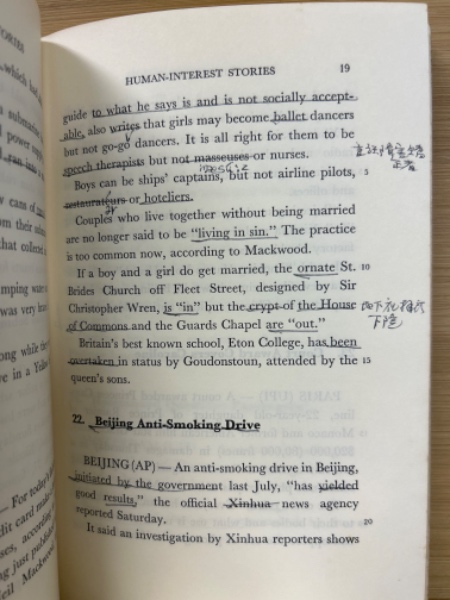 STORIES
HUMAN-INTEREST STORIES 19
guide to what he says is and is not socially accept-
able, also writes that girls may become ballet dancers
but not go-go dancers. It is all right for them to be
speech therapists but not masseuses or nurses.
Boys can be ships' captains, but not airline pilots, 5
restaurateurs or hoteliers.
Couples who live together without being married
are no longer said to be "living in sin." The practice
is too common now, according to Mackwood.
If a boy and a girl do get married, the ornate St. 10
Brides Church off Fleet Street, designed by Sir
Christopher Wren, is "in" but the crypt of the House
of Commons and the Guards Chapel are "out."
Britain's best known school, Eton College, has been
overtaken in status by Goudonstoun, attended by the 15
queen's sons.
22. Beijing Anti-Smoking Drive
BEIJING (AP) — An anti-smoking drive in Beijing,
initiated by the government last July, "has yielded
good results," the official Xinhua news agency
reported Saturday. 20
It said an investigation by Xinhua reporters shows